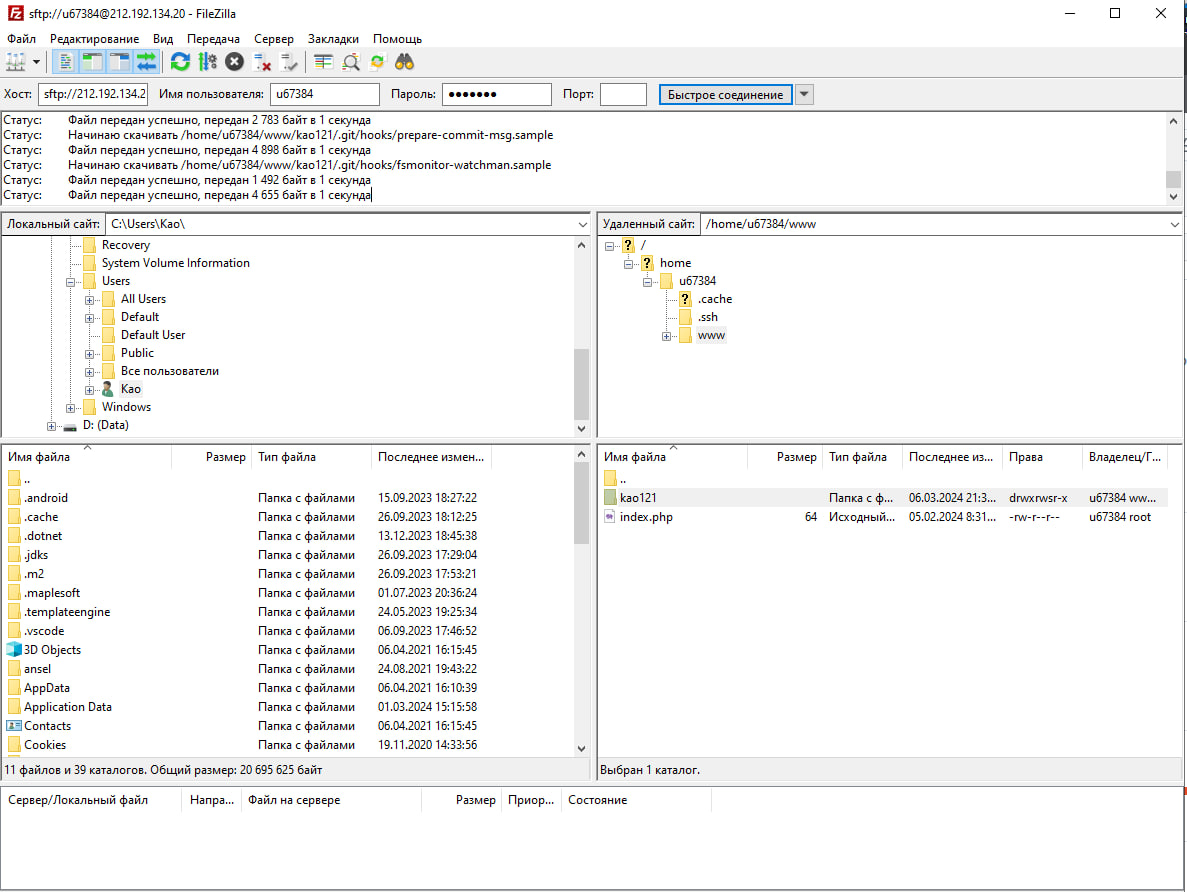 sftp://u67384@212.192.134.20 - FileZilla
Файл Редактирование Вид Передача Сервер Закладки Помощь
Хост: sftp://212.192.134.2 Имя пользователя: u67384 Пароль: ●●●●●●● Порт: Быстрое соединение
Статус: Файл передан успешно, передан 2 783 байт в 1 секунда
Статус: Начинаю скачивать /home/u67384/www/kao121/.git/hooks/prepare-commit-msg.sample
Статус: Файл передан успешно, передан 4 898 байт в 1 секунда
Статус: Начинаю скачивать /home/u67384/www/kao121/.git/hooks/fsmonitor-watchman.sample
Статус: Файл передан успешно, передан 1 492 байт в 1 секунда
Статус: Файл передан успешно, передан 4 655 байт в 1 секунда
Локальный сайт: C:\Users\Kao\
Recovery
System Volume Information
Users
All Users
Default
Default User
Public
Все пользователи
Kao
Windows
D: (Data)
Удаленный сайт: /home/u67384/www
/
home
u67384
.cache
.ssh
www
Имя файла Размер Тип файла Последнее измен...
..
.android Папка с файлами 15.09.2023 18:27:22
.cache Папка с файлами 26.09.2023 18:12:25
.dotnet Папка с файлами 13.12.2023 18:45:38
.jdks Папка с файлами 26.09.2023 17:29:04
.m2 Папка с файлами 26.09.2023 17:53:21
.maplesoft Папка с файлами 01.07.2023 20:36:24
.templateengine Папка с файлами 24.05.2023 19:25:34
.vscode Папка с файлами 06.09.2023 17:46:52
3D Objects Папка с файлами 06.04.2021 16:15:45
ansel Папка с файлами 24.08.2021 19:43:22
AppData Папка с файлами 06.04.2021 16:10:39
Application Data Папка с файлами 01.03.2024 15:15:58
Contacts Папка с файлами 06.04.2021 16:15:45
Cookies Папка с файлами 19.11.2020 14:33:56
11 файлов и 39 каталогов. Общий размер: 20 695 625 байт
Имя файла Размер Тип файла Последнее из... Права Владелец/Г...
..
kao121 Папка с ф... 06.03.2024 21:3... drwxrwsr-x u67384 ww...
index.php 64 Исходный... 05.02.2024 8:31... -rw-r--r-- u67384 root
Выбран 1 каталог.
Сервер/Локальный файл Напра... Файл на сервере Размер Приор... Состояние